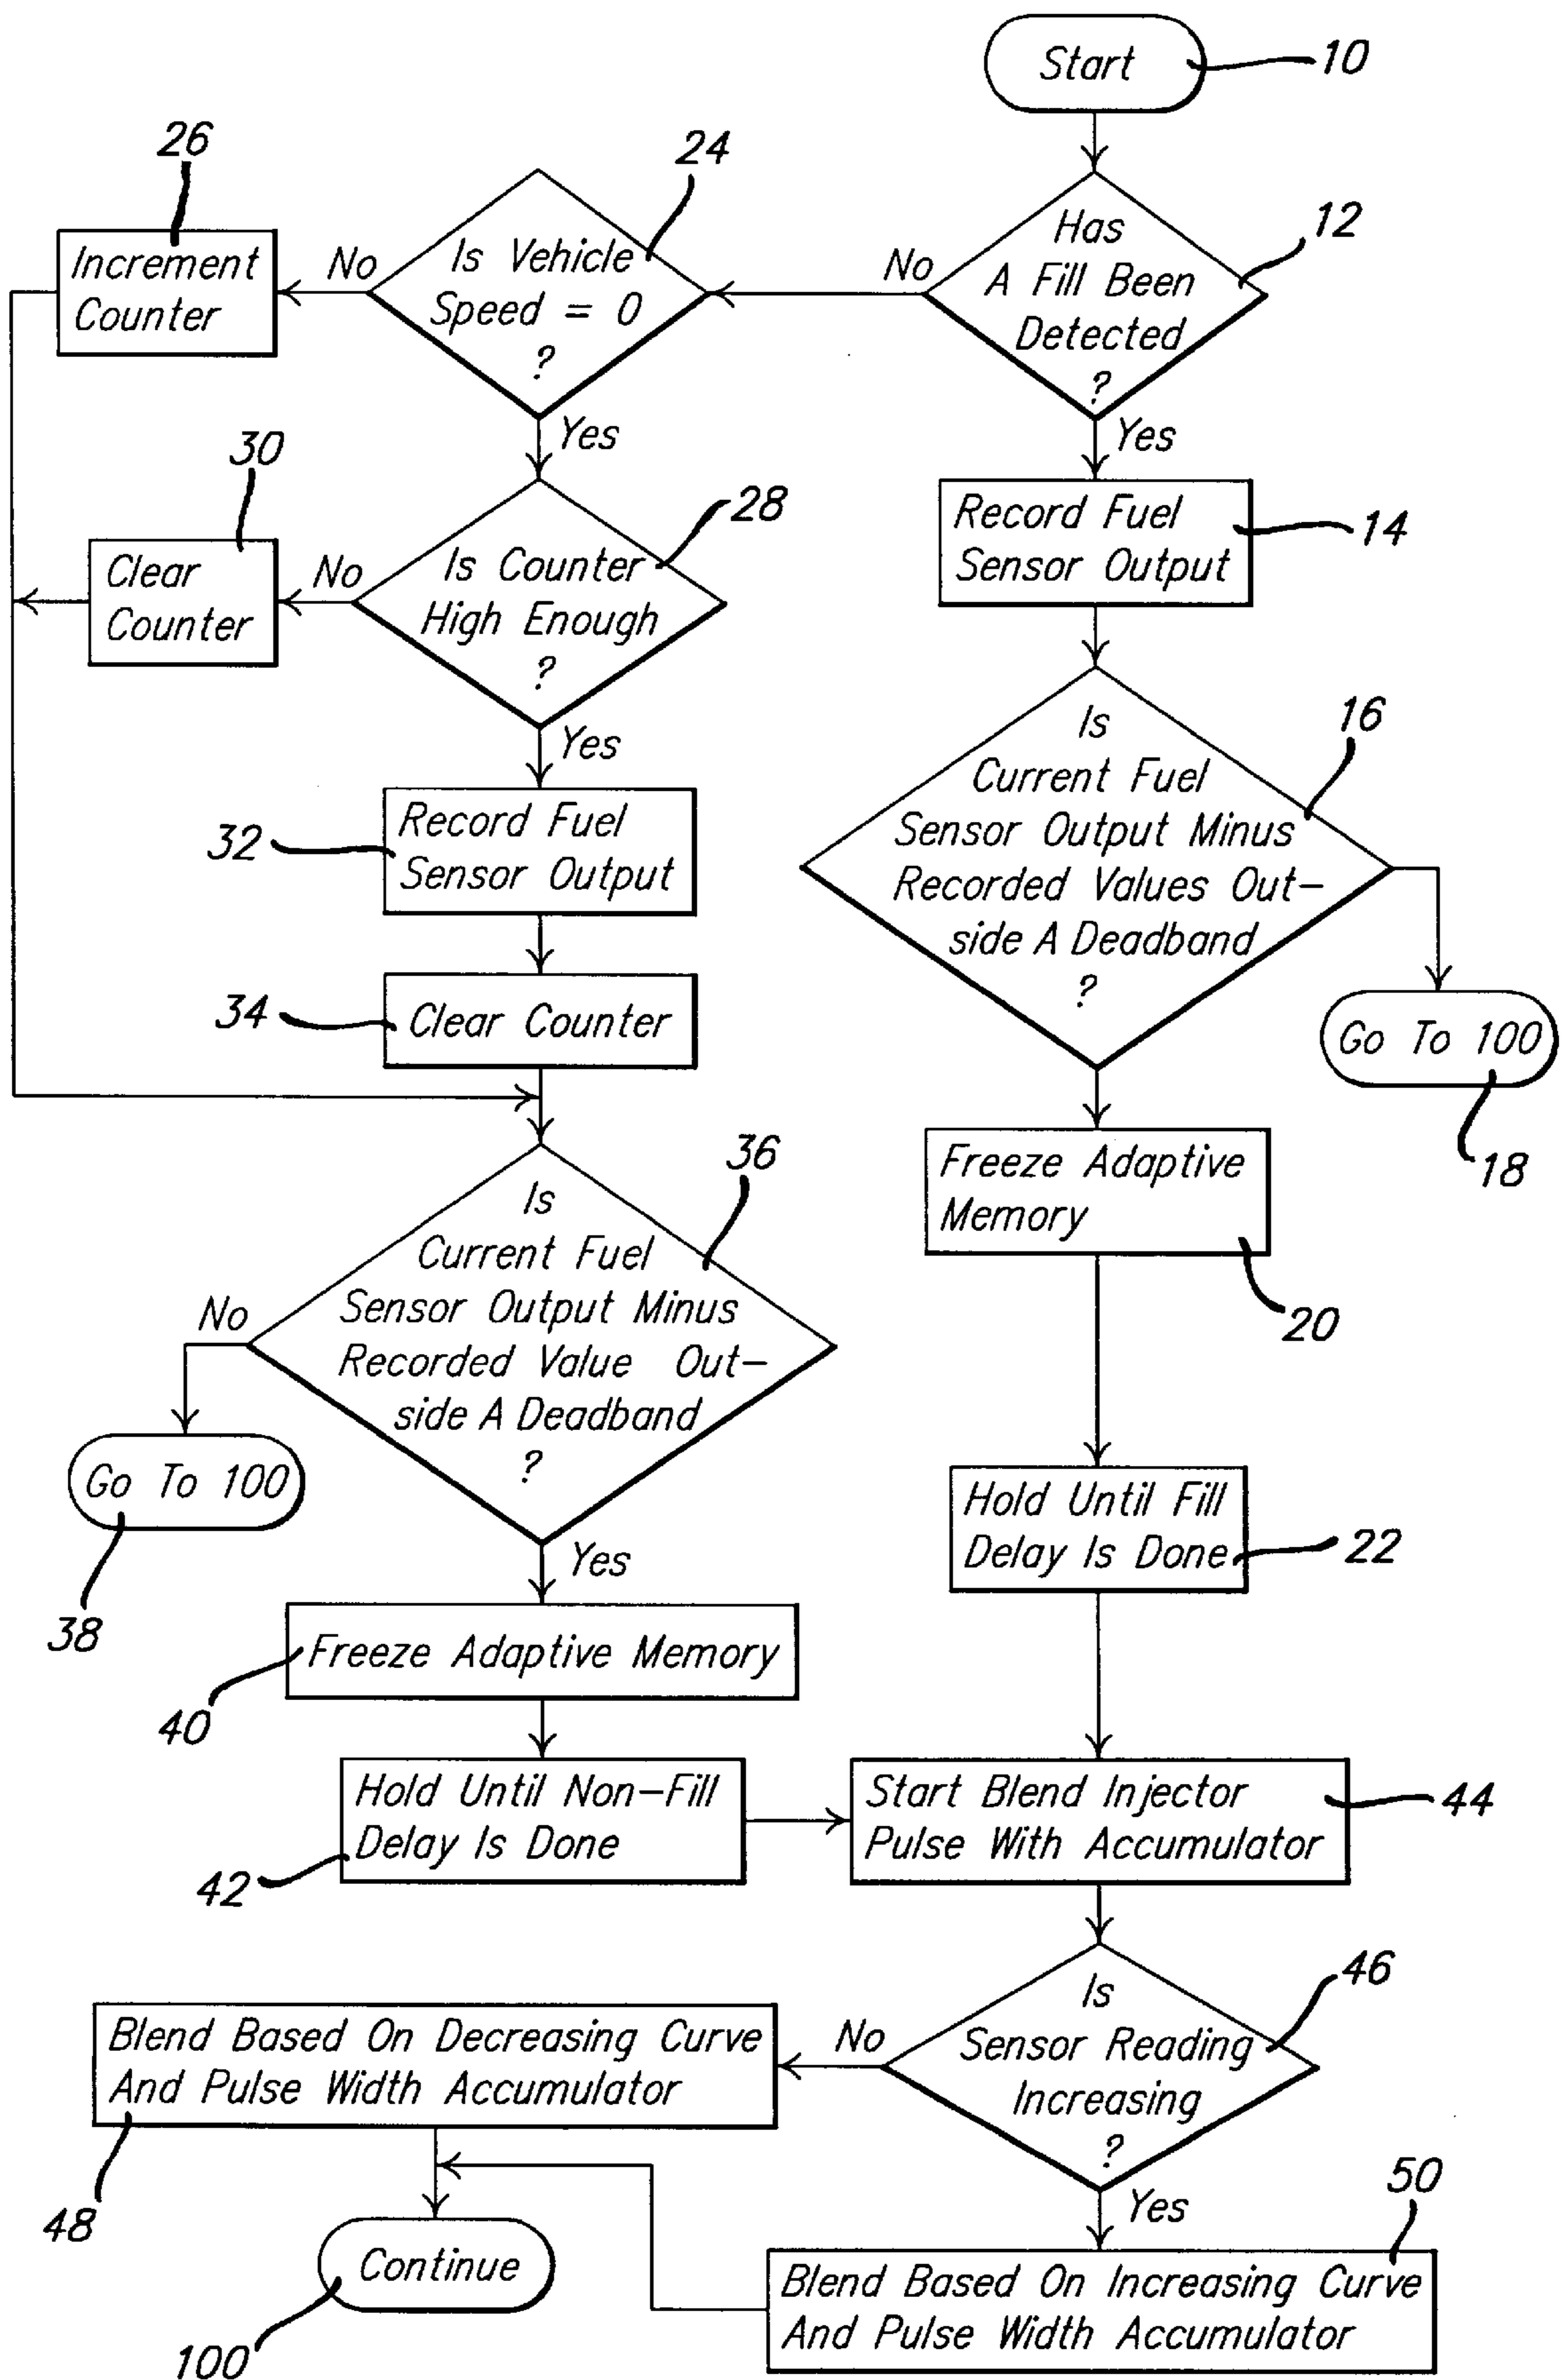 Start
10
26
24
Has
A Fill Been
Detected
?
12
Increment
Counter
No
Is Vehicle
Speed = 0
?
No
Yes
Yes
30
28
Clear
Counter
No
Is Counter
High Enough
?
Record Fuel
Sensor Output
14
Yes
16
Is
Current Fuel
Sensor Output Minus
Recorded Values Out-
side A Deadband
?
32
Record Fuel
Sensor Output
34
Clear Counter
Go To 100
18
36
Freeze Adaptive
Memory
20
Is
Current Fuel
Sensor Output Minus
Recorded Value Out-
side A Deadband
?
No
Go To 100
38
Yes
Hold Until Fill
Delay Is Done
22
Freeze Adaptive Memory
40
Hold Until Non-Fill
Delay Is Done
42
Start Blend Injector
Pulse With Accumulator
44
Is
Sensor Reading
Increasing
?
46
No
Blend Based On Decreasing Curve
And Pulse Width Accumulator
48
Yes
50
Continue
100
Blend Based On Increasing Curve
And Pulse Width Accumulator